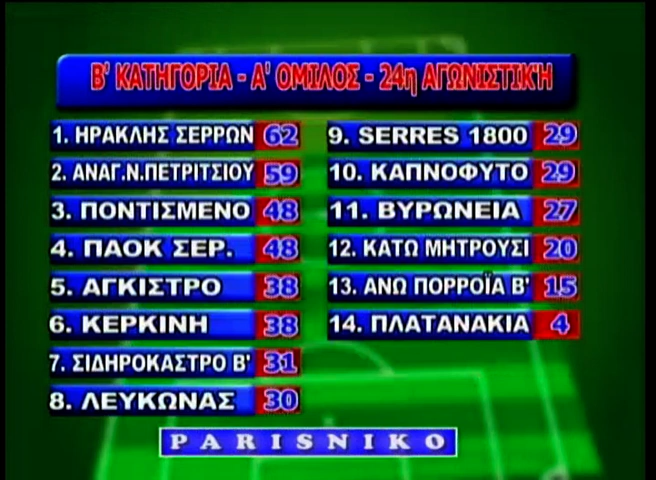 Β' ΚΑΤΗΓΟΡΙΑ - Α' ΟΜΙΛΟΣ - 24η ΑΓΩΝΙΣΤΙΚΉ
1. ΗΡΑΚΛΗΣ ΣΕΡΡΩΝ 62
2. ΑΝΑΓ.Ν.ΠΕΤΡΙΤΣΙΟΥ 59
3. ΠΟΝΤΙΣΜΕΝΟ 48
4. ΠΑΟΚ ΣΕΡ. 48
5. ΑΓΚΙΣΤΡΟ 38
6. ΚΕΡΚΙΝΗ 38
7. ΣΙΔΗΡΟΚΑΣΤΡΟ Β' 31
8. ΛΕΥΚΩΝΑΣ 30
9. SERRES 1800 29
10. ΚΑΠΝΟΦΥΤΟ 29
11. ΒΥΡΩΝΕΙΑ 27
12. ΚΑΤΩ ΜΗΤΡΟΥΣΙ 20
13. ΑΝΩ ΠΟΡΡΟΪΑ Β' 15
14. ΠΛΑΤΑΝΑΚΙΑ 4
PARISNIKO